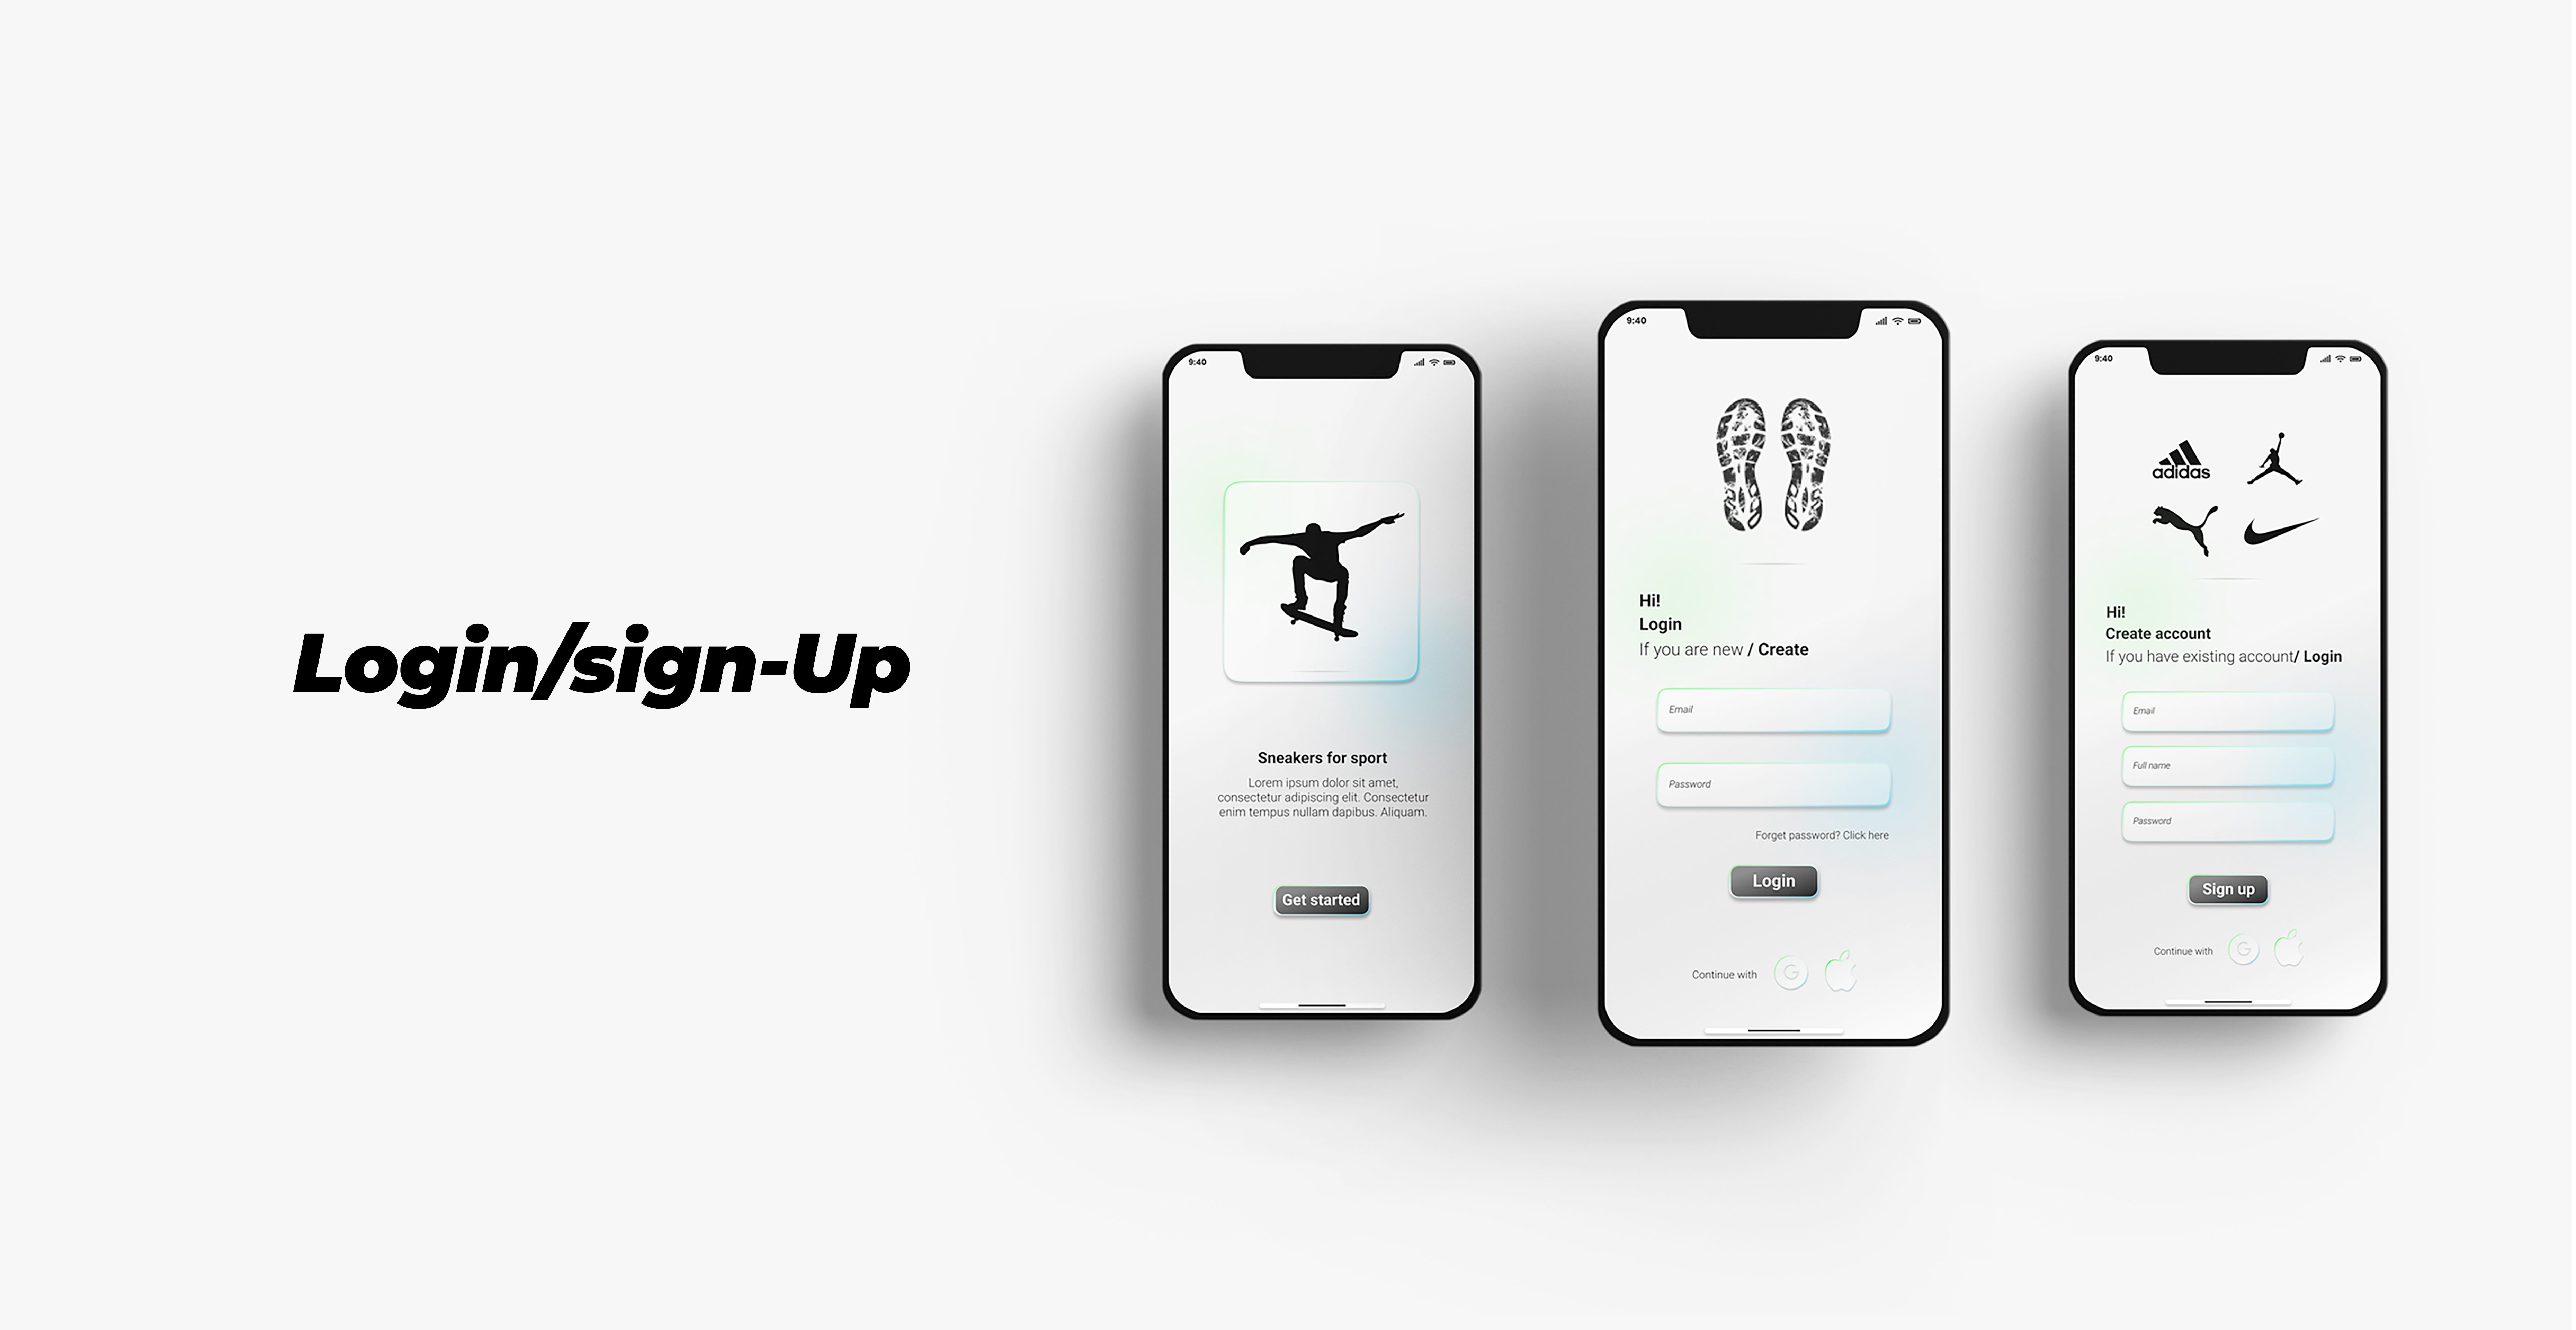 Login/sign-Up
9:40
Sneakers for sport
Lorem ipsum dolor sit amet,
consectetur adipiscing elit. Consectetur
enim tempus nullam dapibus. Aliquam.
Get started
9:40
Hi!
Login
If you are new / Create
Email
Password
Forget password? Click here
Login
Continue with
G
9:40
adidas
Hi!
Create account
If you have existing account/ Login
Email
Full name
Password
Sign up
Continue with
G